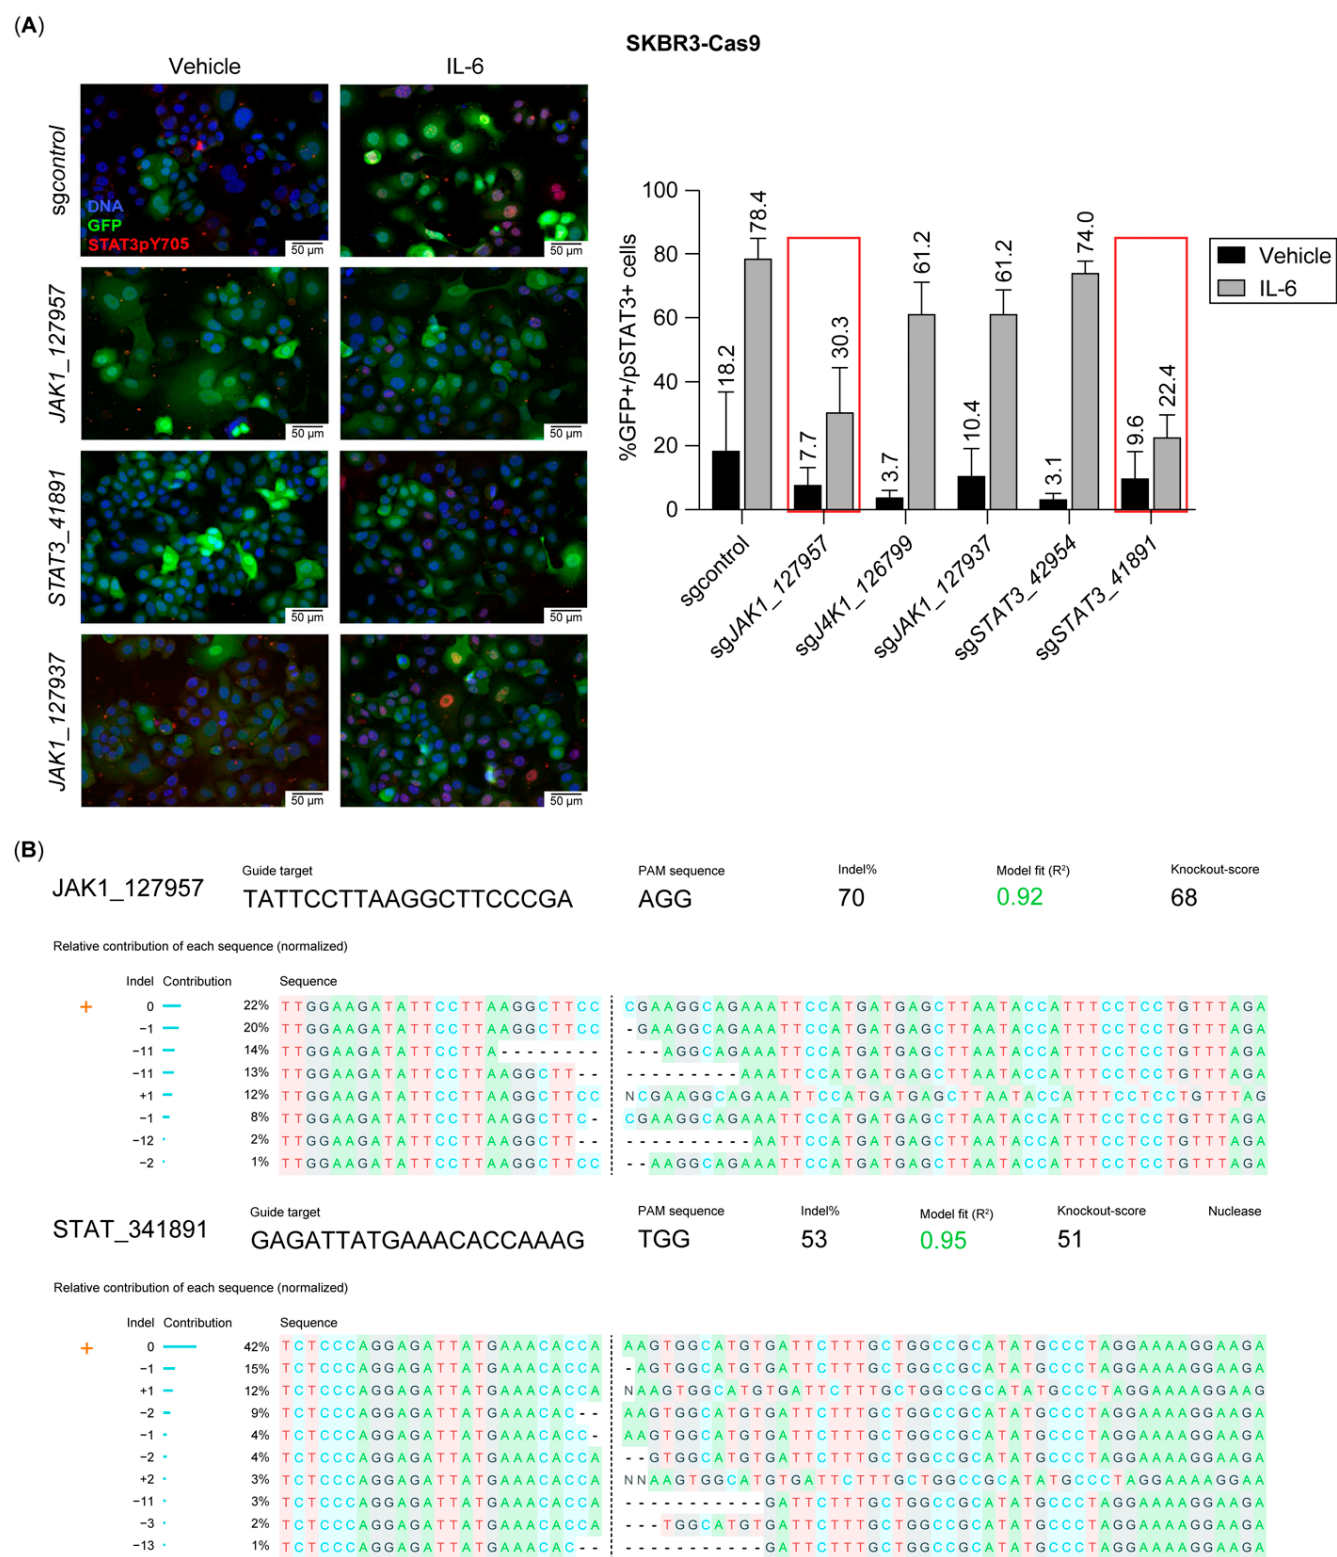 (A)
SKBR3-Cas9
Vehicle
IL-6
sgcontrol
DNA
GFP
STAT3pY705
50 µm
50 µm
JAK1_127957
50 µm
50 µm
STAT3_41891
50 µm
50 µm
JAK1_127937
50 µm
50 µm
%GFP+/pSTAT3+ cells
100
80
60
40
20
0
18.2
78.4
7.7
30.3
3.7
61.2
10.4
61.2
3.1
74.0
9.6
22.4
sgcontrol
sgJAK1_127957
sgJ4K1_126799
sgJAK1_127937
sgSTAT3_42954
sgSTAT3_41891
Vehicle
IL-6
(B)
JAK1_127957
Guide target
TATTCCTTAAGGCTTCCCGA
PAM sequence
AGG
Indel%
70
Model fit (R²)
0.92
Knockout-score
68
Relative contribution of each sequence (normalized)
Indel Contribution Sequence
+ 0 22% TTGGAAGATATTCCTTAAGGCTTCC CGAAGGCAGAAATTCCATGATGAGCTTAATACCATTTCCTCCTGTTTAGA
-1 20% TTGGAAGATATTCCTTAAGGCTTCC -GAAGGCAGAAATTCCATGATGAGCTTAATACCATTTCCTCCTGTTTAGA
-11 14% TTGGAAGATATTCCTTA-------- ---AGGCAGAAATTCCATGATGAGCTTAATACCATTTCCTCCTGTTTAGA
-11 13% TTGGAAGATATTCCTTAAGGCTT-- ---------AAATTCCATGATGAGCTTAATACCATTTCCTCCTGTTTAGA
+1 12% TTGGAAGATATTCCTTAAGGCTTCC NCGAAGGCAGAAATTCCATGATGAGCTTAATACCATTTCCTCCTGTTTAG
-1 8% TTGGAAGATATTCCTTAAGGCTTC- CGAAGGCAGAAATTCCATGATGAGCTTAATACCATTTCCTCCTGTTTAGA
-12 2% TTGGAAGATATTCCTTAAGGCTT-- ----------AATTCCATGATGAGCTTAATACCATTTCCTCCTGTTTAGA
-2 1% TTGGAAGATATTCCTTAAGGCTTCC --AAGGCAGAAATTCCATGATGAGCTTAATACCATTTCCTCCTGTTTAGA
STAT_341891
Guide target
GAGATTATGAAACACCAAAG
PAM sequence
TGG
Indel%
53
Model fit (R²)
0.95
Knockout-score
51
Nuclease
Relative contribution of each sequence (normalized)
Indel Contribution Sequence
+ 0 42% TCTCCCAGGAGATTATGAAACACCA AAGTGGCATGTGATTCTTTGCTGGCCGCATATGCCCTAGGAAAAGGAAGA
-1 15% TCTCCCAGGAGATTATGAAACACCA -AGTGGCATGTGATTCTTTGCTGGCCGCATATGCCCTAGGAAAAGGAAGA
+1 12% TCTCCCAGGAGATTATGAAACACCA NAAGTGGCATGTGATTCTTTGCTGGCCGCATATGCCCTAGGAAAAGGAAG
-2 9% TCTCCCAGGAGATTATGAAACAC-- AAGTGGCATGTGATTCTTTGCTGGCCGCATATGCCCTAGGAAAAGGAAGA
-1 4% TCTCCCAGGAGATTATGAAACACC- AAGTGGCATGTGATTCTTTGCTGGCCGCATATGCCCTAGGAAAAGGAAGA
-2 4% TCTCCCAGGAGATTATGAAACACCA --GTGGCATGTGATTCTTTGCTGGCCGCATATGCCCTAGGAAAAGGAAGA
+2 3% TCTCCCAGGAGATTATGAAACACCA NNAAGTGGCATGTGATTCTTTGCTGGCCGCATATGCCCTAGGAAAAGGAA
-11 3% TCTCCCAGGAGATTATGAAACACCA -----------GATTCTTTGCTGGCCGCATATGCCCTAGGAAAAGGAAGA
-3 2% TCTCCCAGGAGATTATGAAACACCA ---TGGCATGTGATTCTTTGCTGGCCGCATATGCCCTAGGAAAAGGAAGA
-13 1% TCTCCCAGGAGATTATGAAACAC-- -----------GATTCTTTGCTGGCCGCATATGCCCTAGGAAAAGGAAGA